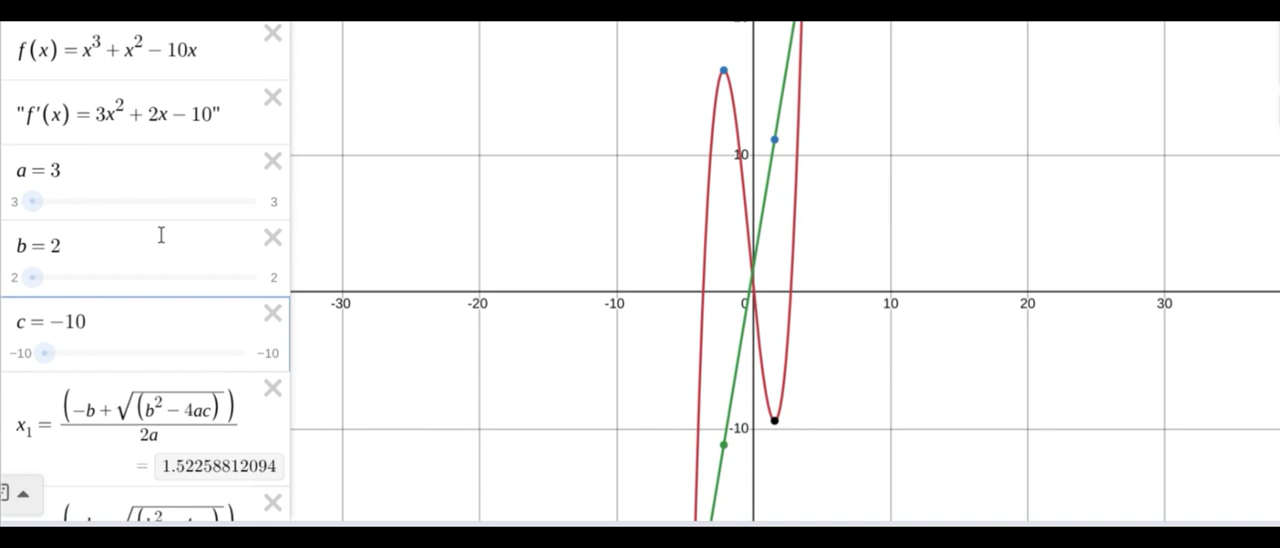 f(x) = x³ + x² − 10x
"f′(x) = 3x² + 2x − 10"
a = 3
3 3
b = 2
2 2
c = −10
−10 −10
x₁ = (−b + √(b² − 4ac)) / 2a
= 1.52258812094
10
-30 -20 -10 0 10 20 30
-10